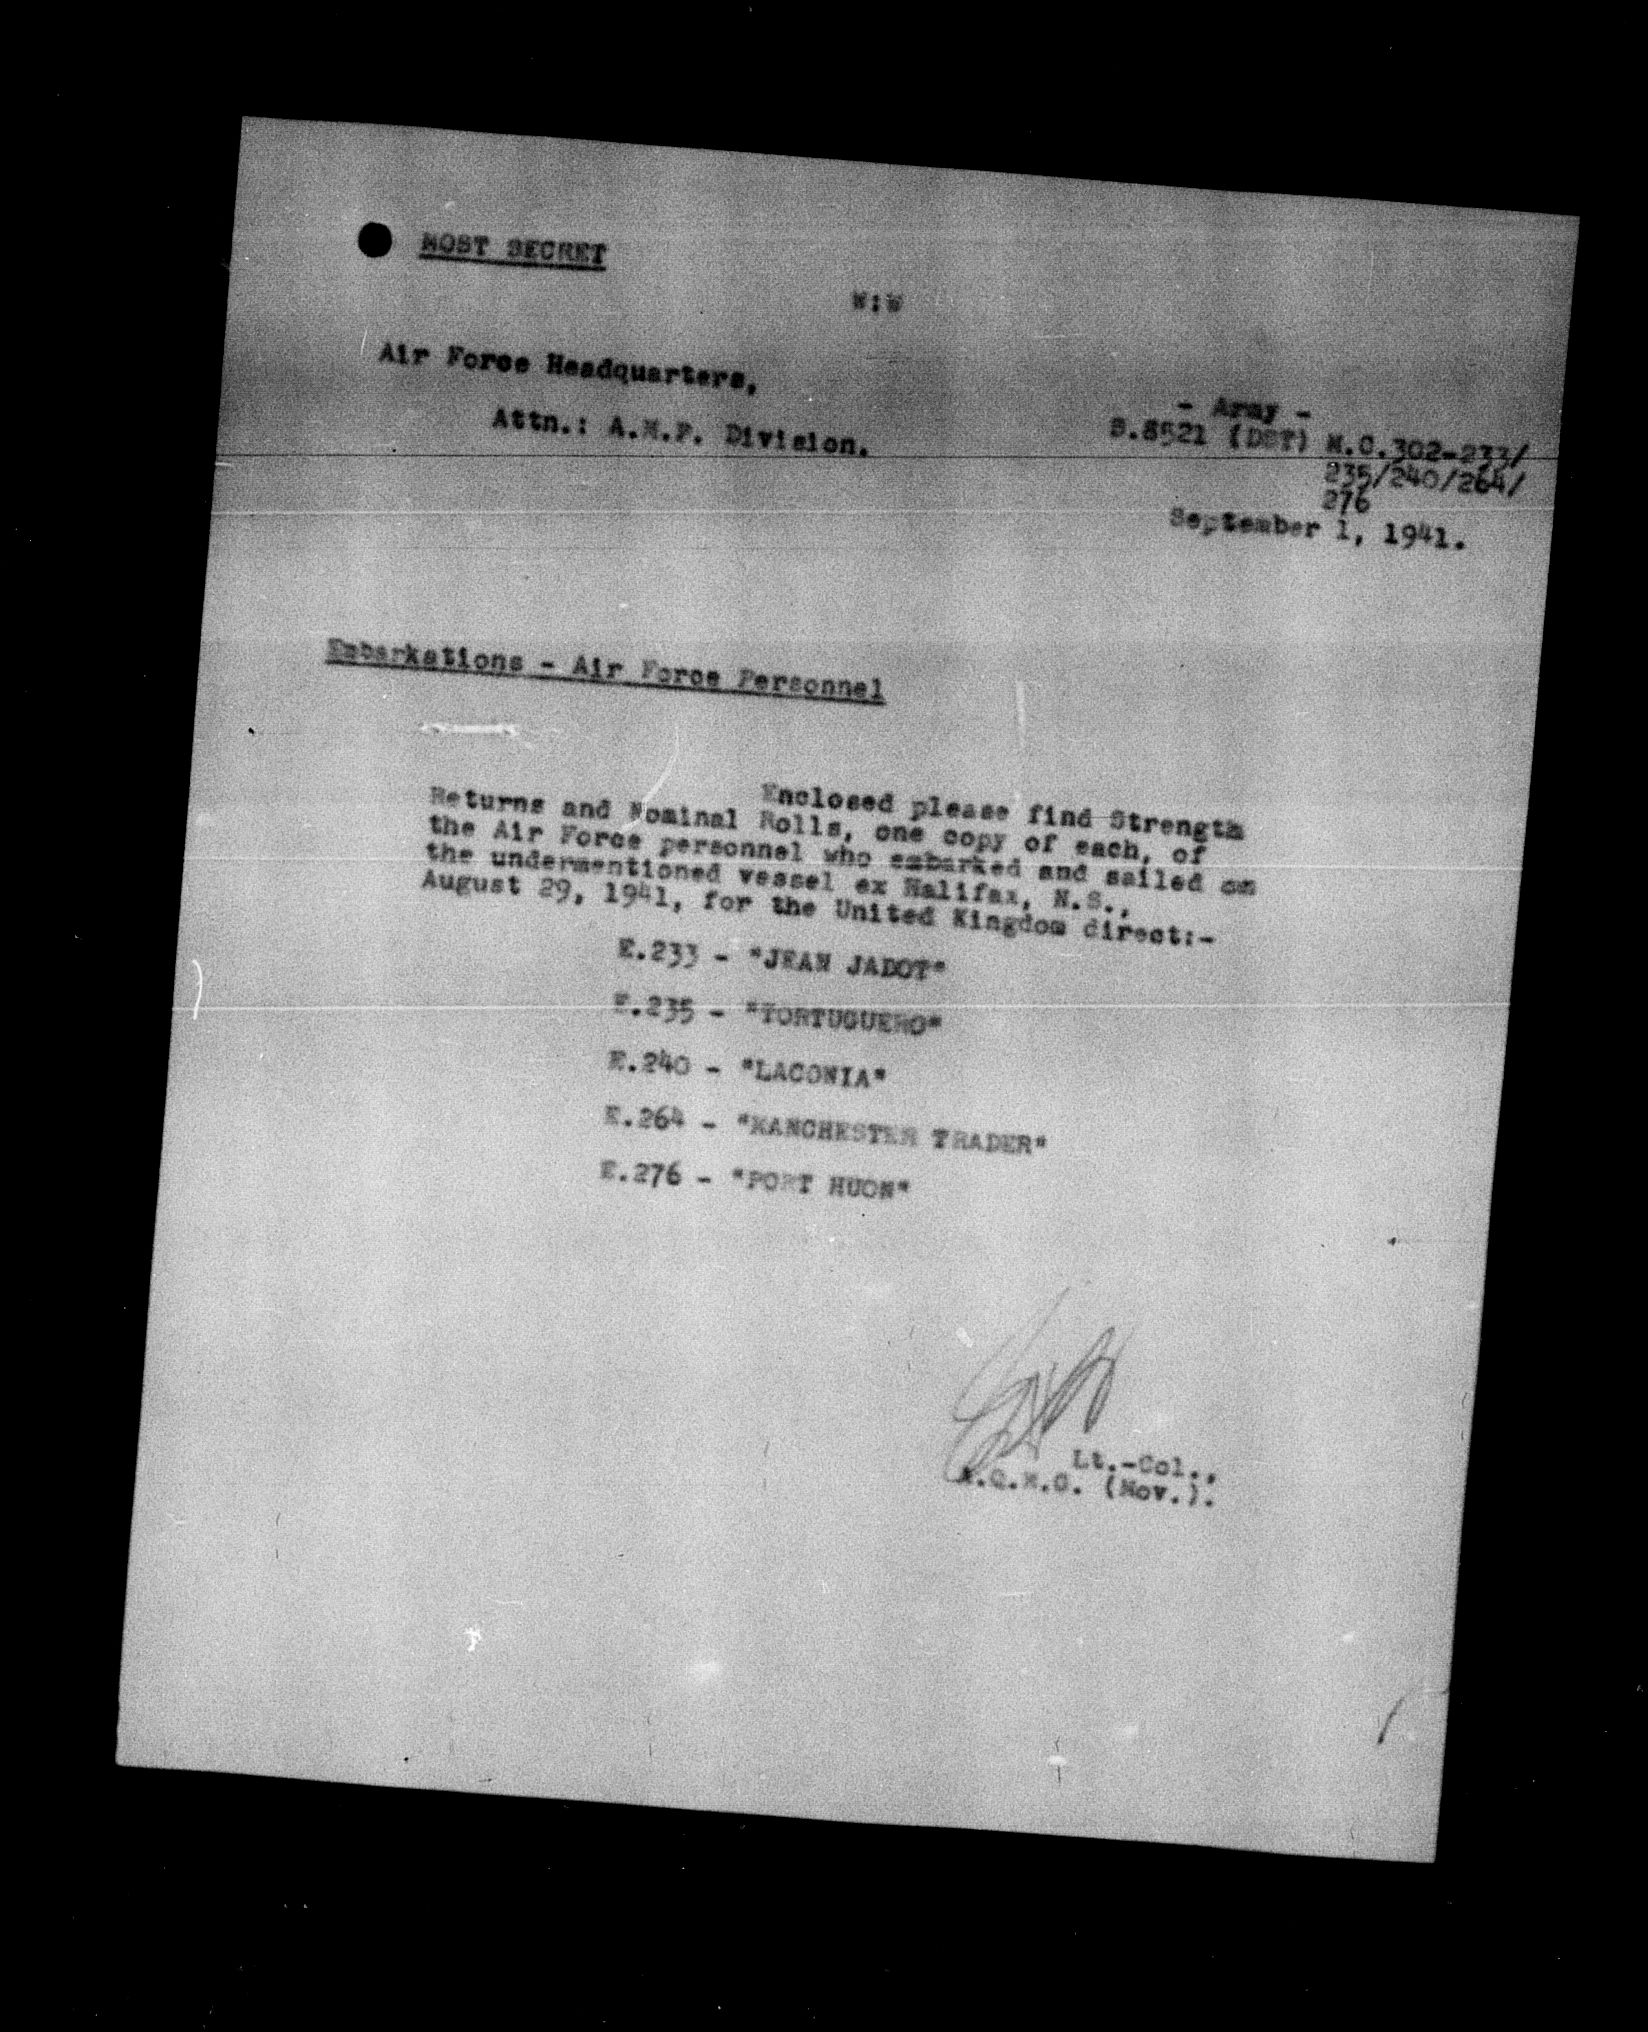 MOST SECRET
W:W
Air Force Headquarters,
Attn.: A.M.P. Division.
- Army -
S.8521 (DST) M.C.302-233/
235/240/264/
276
September 1, 1941.
Embarkations - Air Force Personnel
Enclosed please find Strength
Returns and Nominal Rolls, one copy of each, of
the Air Force personnel who embarked and sailed on
the undermentioned vessel ex Halifax, N.S.,
August 29, 1941, for the United Kingdom direct:-
E.233 - "JEAN JADOT"
E.235 - "TORTUGUERO"
E.240 - "LACONIA"
E.264 - "MANCHESTER TRADER"
E.276 - "PORT HUON"
Lt.-Col.,
A.Q.M.G. (Mov.).